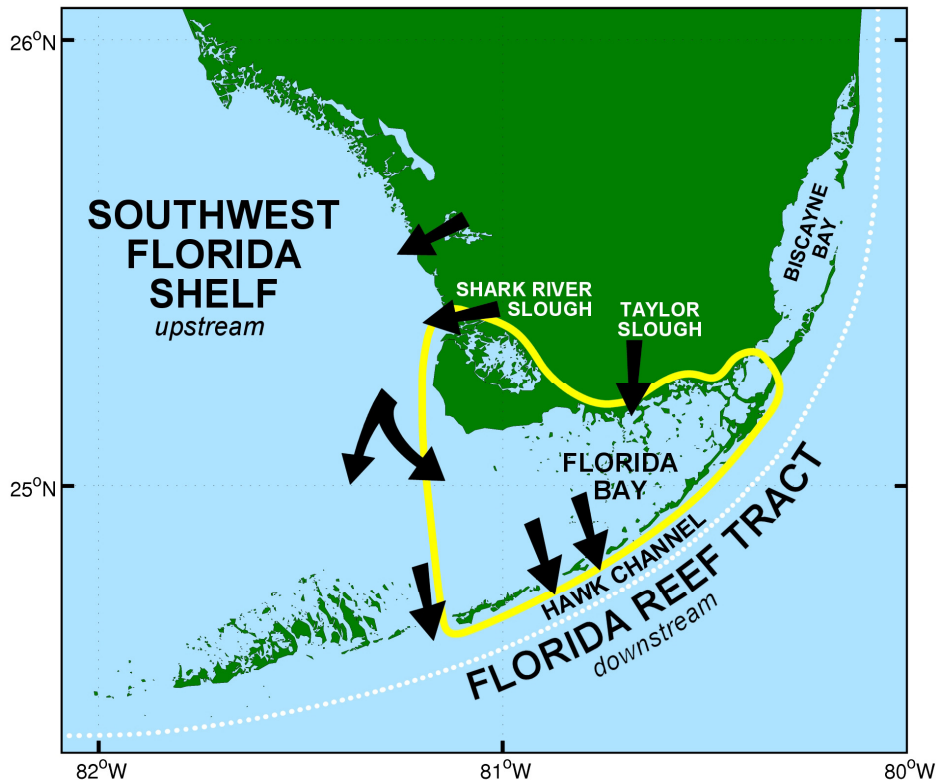 26°N
SOUTHWEST
FLORIDA
SHELF
upstream
BISCAYNE
BAY
SHARK RIVER
SLOUGH
TAYLOR
SLOUGH
25°N
FLORIDA
BAY
HAWK CHANNEL
FLORIDA REEF TRACT
downstream
82°W
81°W
80°W